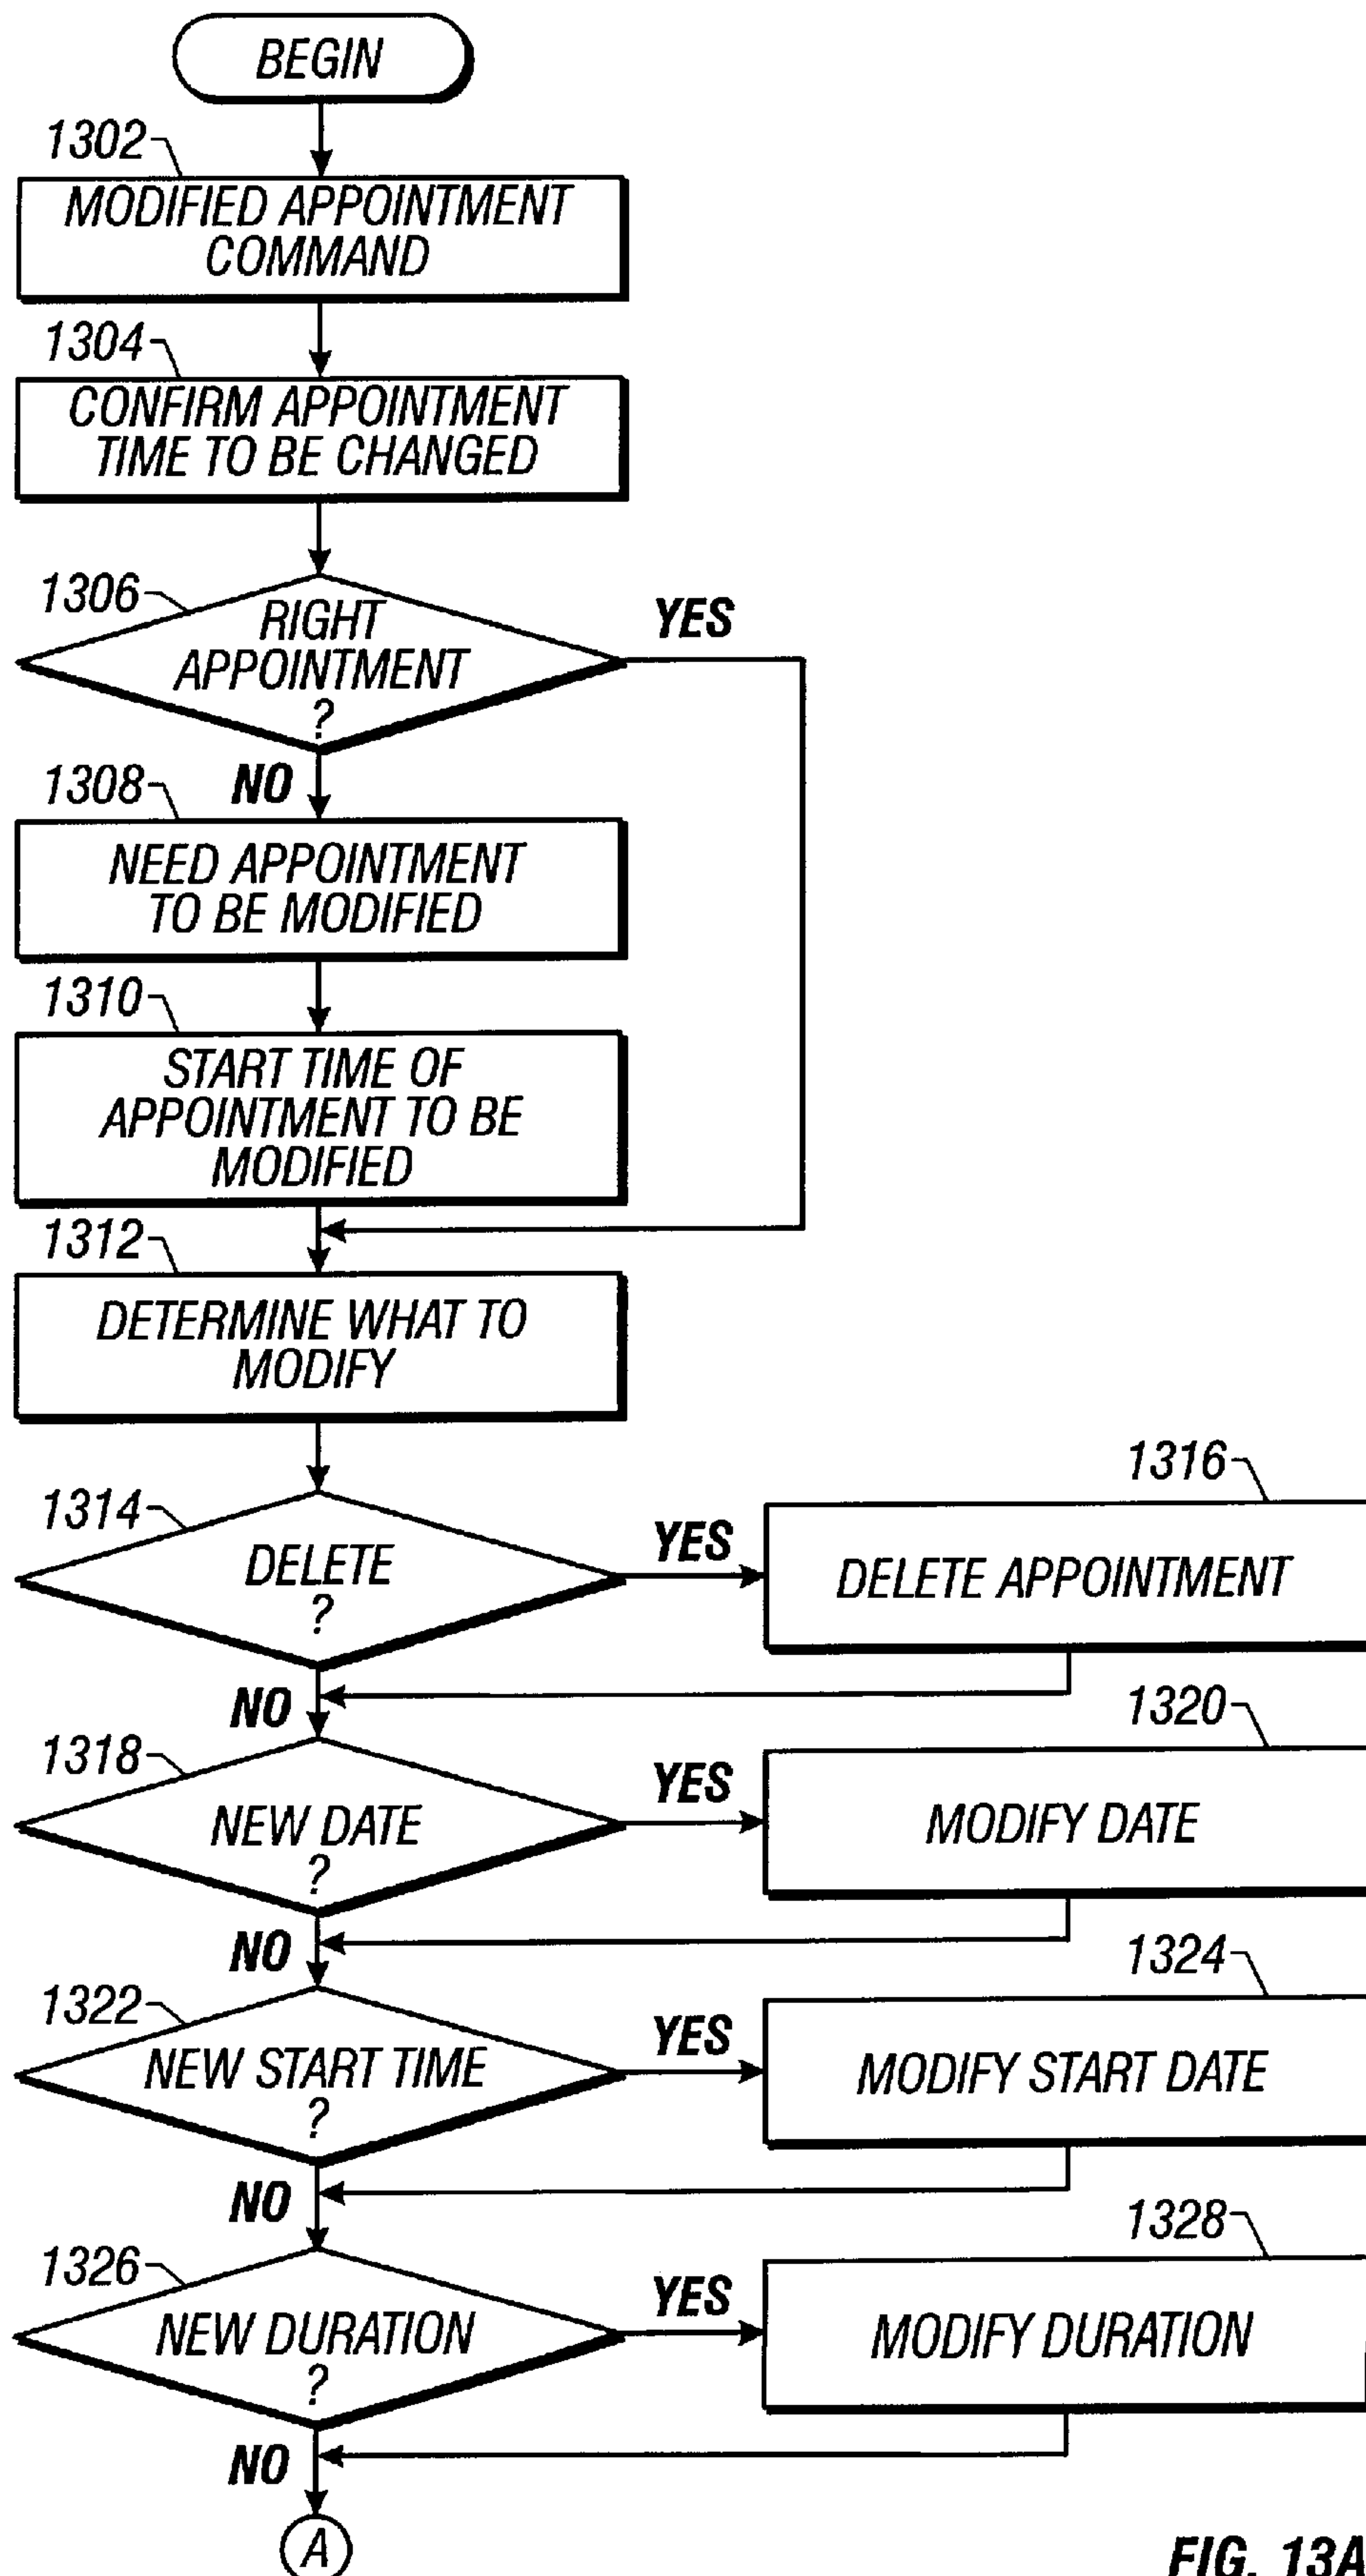 BEGIN
1302
MODIFIED APPOINTMENT
COMMAND
1304
CONFIRM APPOINTMENT
TIME TO BE CHANGED
1306
RIGHT
APPOINTMENT
?
YES
NO
1308
NEED APPOINTMENT
TO BE MODIFIED
1310
START TIME OF
APPOINTMENT TO BE
MODIFIED
1312
DETERMINE WHAT TO
MODIFY
1314
DELETE
?
YES
1316
DELETE APPOINTMENT
NO
1318
NEW DATE
?
YES
1320
MODIFY DATE
NO
1322
NEW START TIME
?
YES
1324
MODIFY START DATE
NO
1326
NEW DURATION
?
YES
1328
MODIFY DURATION
NO
A
FIG. 13A